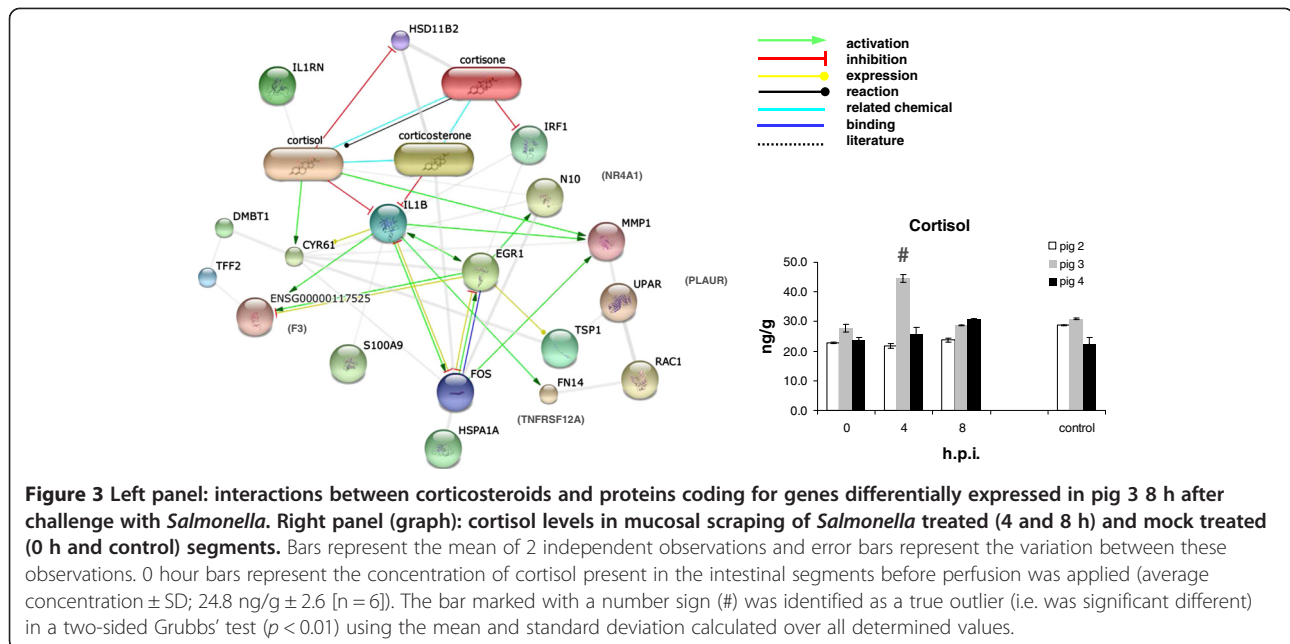 HSD11B2
IL1RN
cortisone
cortisol
corticosterone
IRF1
N10
(NR4A1)
DMBT1
IL1B
MMP1
CYR61
EGR1
TFF2
(PLAUR)
UPAR
ENSG00000117525
(F3)
TSP1
S100A9
FOS
FN14
RAC1
(TNFRSF12A)
HSPA1A
activation
inhibition
expression
reaction
related chemical
binding
literature
Cortisol
pig 2
pig 3
pig 4
#
50.0
40.0
30.0
20.0
10.0
0.0
ng/g
0 4 8 control
h.p.i.
Figure 3 Left panel: interactions between corticosteroids and proteins coding for genes differentially expressed in pig 3 8 h after
challenge with Salmonella. Right panel (graph): cortisol levels in mucosal scraping of Salmonella treated (4 and 8 h) and mock treated
(0 h and control) segments. Bars represent the mean of 2 independent observations and error bars represent the variation between these
observations. 0 hour bars represent the concentration of cortisol present in the intestinal segments before perfusion was applied (average
concentration ± SD; 24.8 ng/g ± 2.6 [n = 6]). The bar marked with a number sign (#) was identified as a true outlier (i.e. was significant different)
in a two-sided Grubbs' test (p < 0.01) using the mean and standard deviation calculated over all determined values.